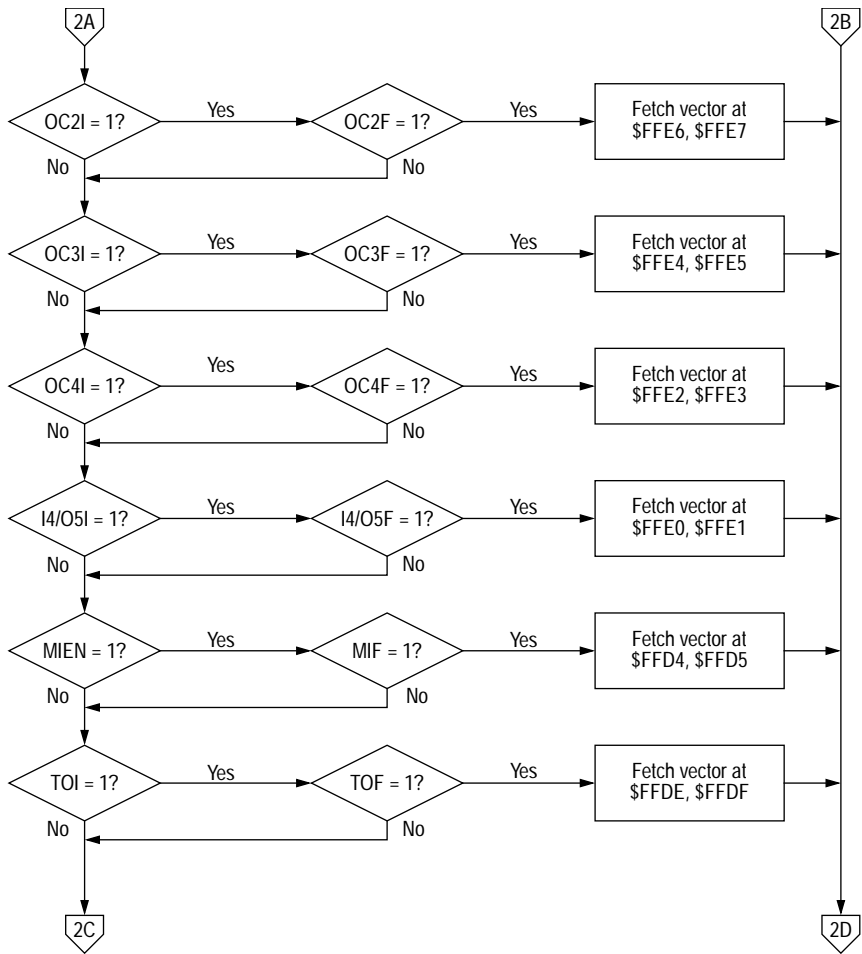 2A
2B
OC2I = 1?
Yes
OC2F = 1?
Yes
Fetch vector at
$FFE6, $FFE7
No
No
OC3I = 1?
Yes
OC3F = 1?
Yes
Fetch vector at
$FFE4, $FFE5
No
No
OC4I = 1?
Yes
OC4F = 1?
Yes
Fetch vector at
$FFE2, $FFE3
No
No
I4/O5I = 1?
Yes
I4/O5F = 1?
Yes
Fetch vector at
$FFE0, $FFE1
No
No
MIEN = 1?
Yes
MIF = 1?
Yes
Fetch vector at
$FFD4, $FFD5
No
No
TOI = 1?
Yes
TOF = 1?
Yes
Fetch vector at
$FFDE, $FFDF
No
No
2C
2D